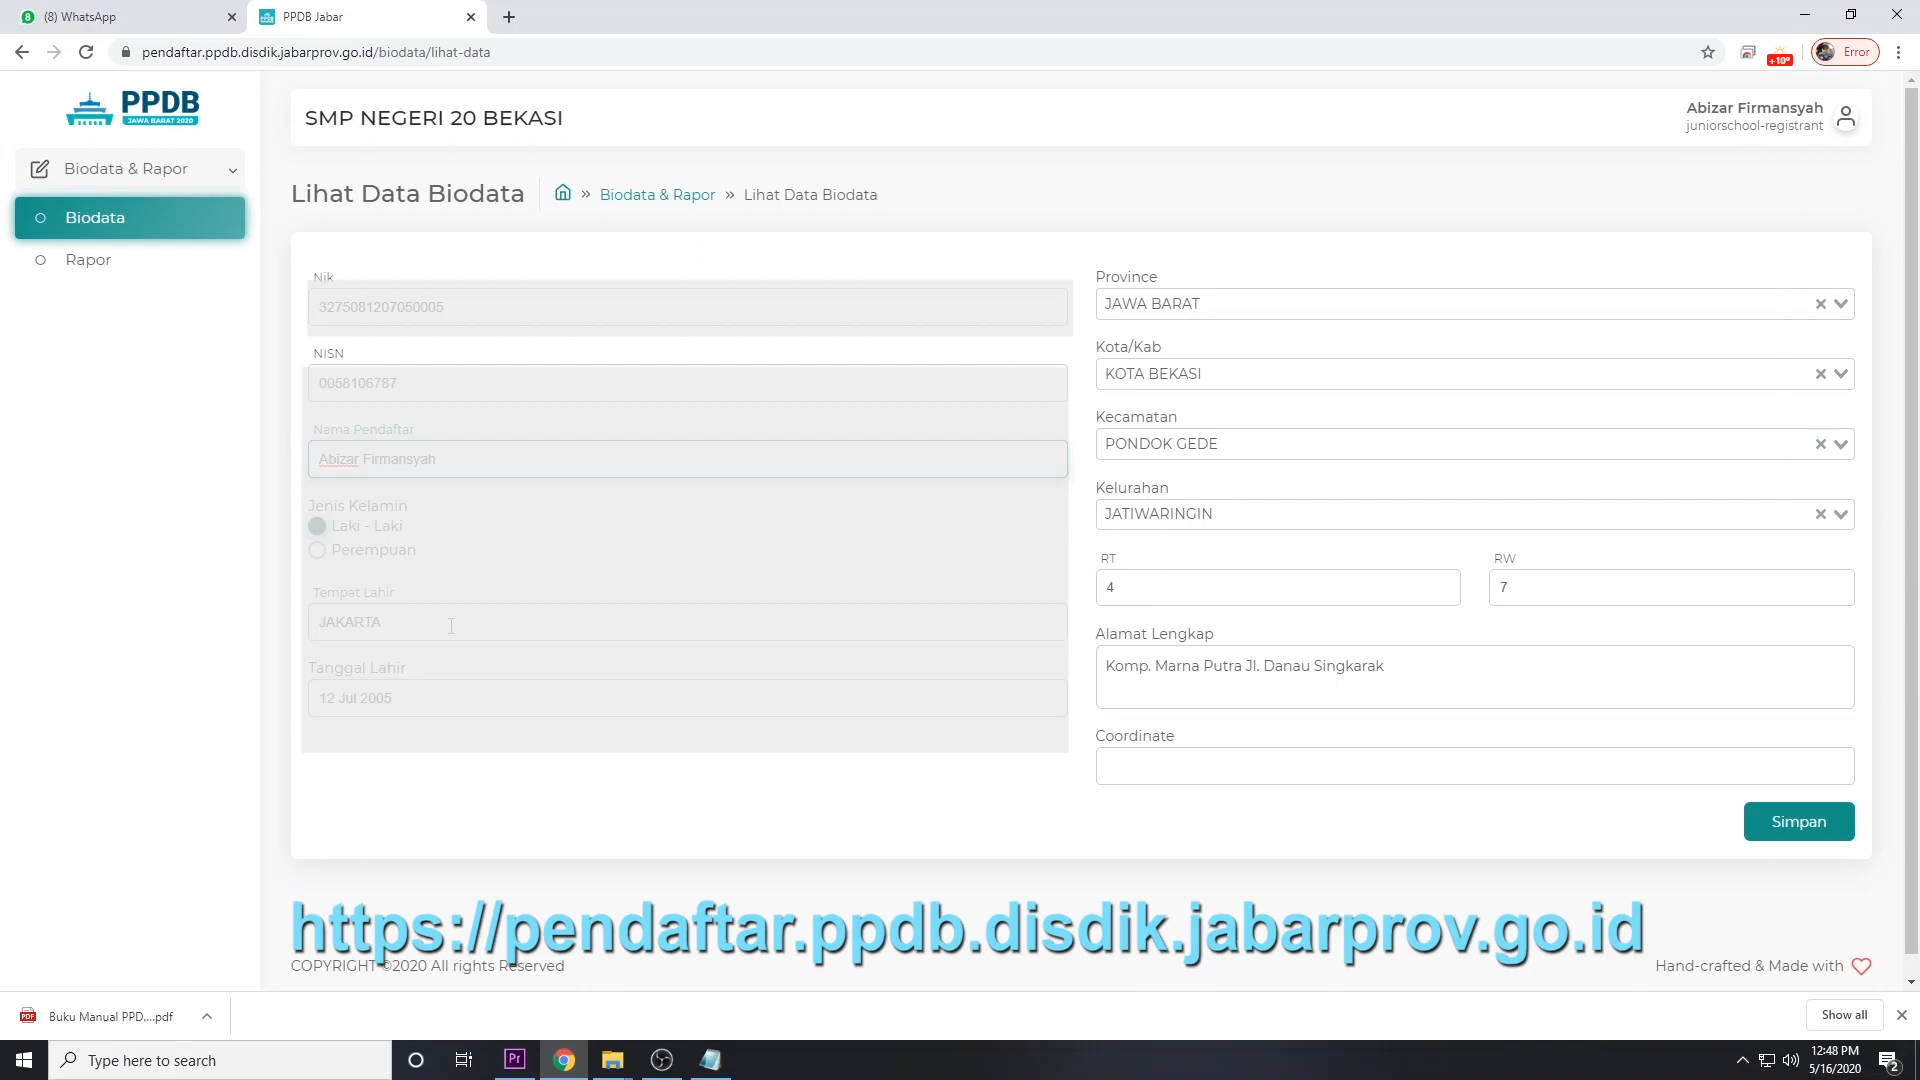 (8) WhatsApp
PPDB Jabar
pendaftar.ppdb.disdik.jabarprov.go.id/biodata/lihat-data
+10°
Error
PPDB
JAWA BARAT 2020
SMP NEGERI 20 BEKASI
Abizar Firmansyah
juniorschool-registrant
Biodata & Rapor
Biodata
Rapor
Lihat Data Biodata
» Biodata & Rapor » Lihat Data Biodata
Nik
3275081207050005
NISN
0058106787
Nama Pendaftar
Abizar Firmansyah
Jenis Kelamin
Laki - Laki
Perempuan
Tempat Lahir
JAKARTA
Tanggal Lahir
12 Jul 2005
Province
JAWA BARAT
Kota/Kab
KOTA BEKASI
Kecamatan
PONDOK GEDE
Kelurahan
JATIWARINGIN
RT
4
RW
7
Alamat Lengkap
Komp. Marna Putra Jl. Danau Singkarak
Coordinate
Simpan
https://pendaftar.ppdb.disdik.jabarprov.go.id
COPYRIGHT ©2020 All rights Reserved
Hand-crafted & Made with
PDF
Buku Manual PPD....pdf
Show all
Type here to search
Pr
12:48 PM
5/16/2020
2